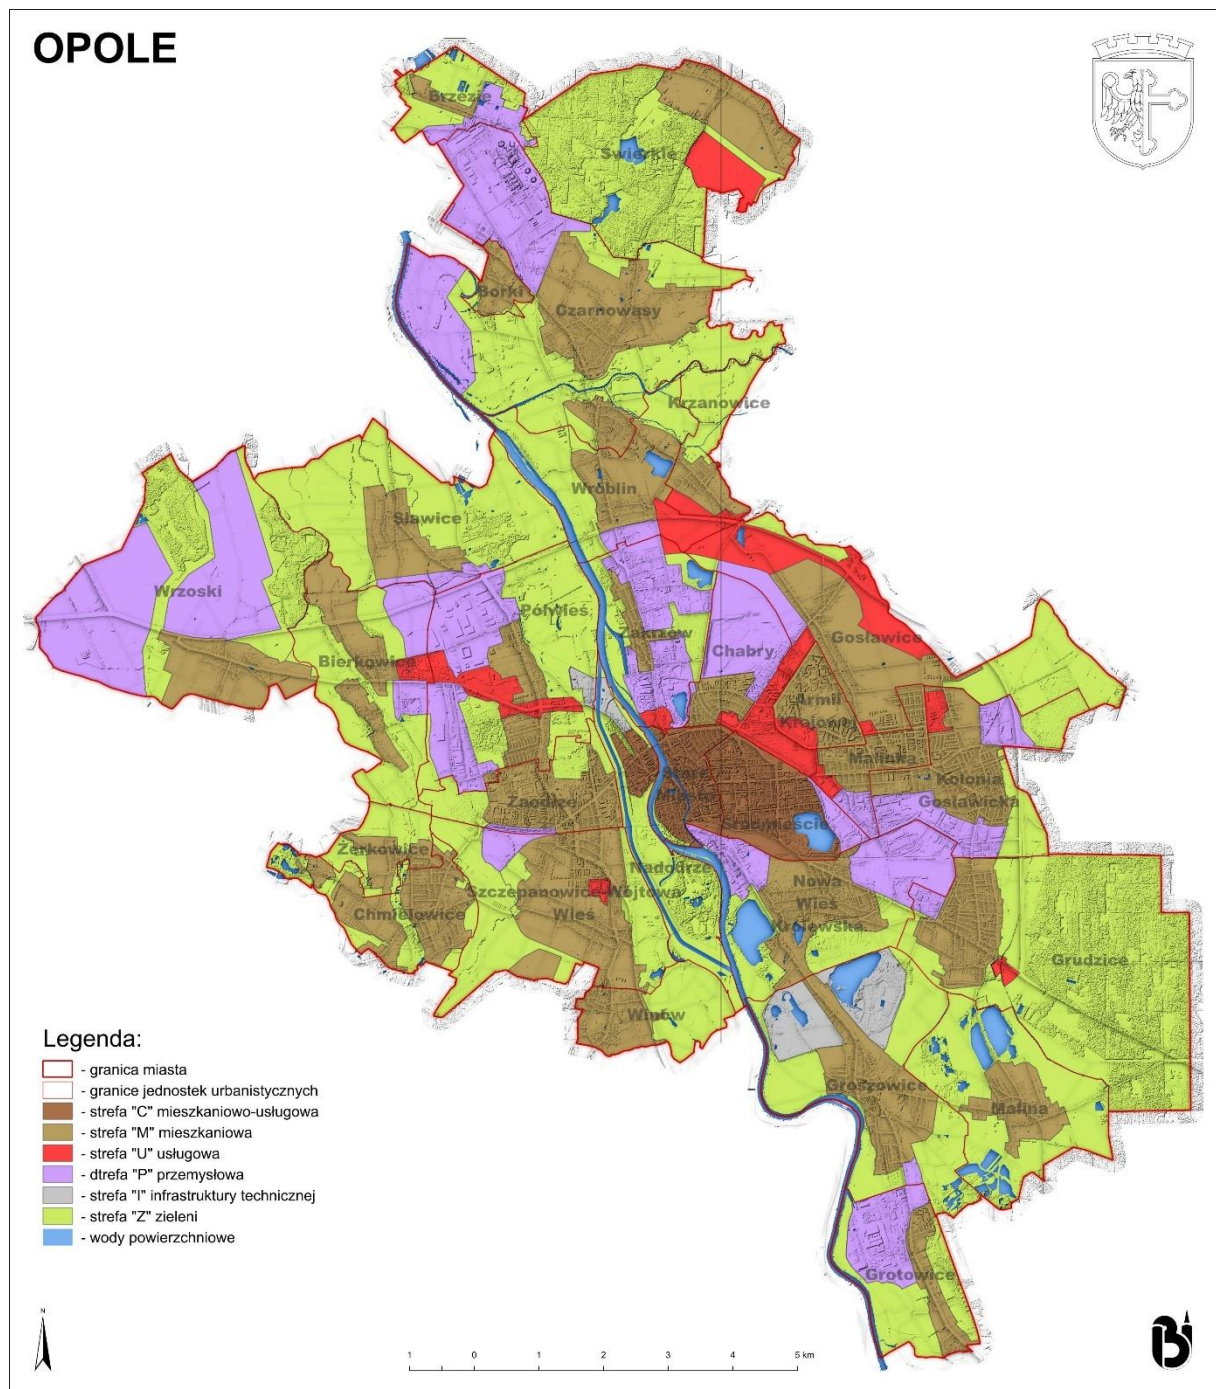 OPOLE
Brzezie
Świerkle
Borki
Czarnowąsy
Krzanowice
Wróblin
Sławice
Wrzoski
Półwieś
Zakrzów
Chabry
Gosławice
Bierkowice
Armii
Krajowej
Malinka
Kolonia
Gosławicka
Zaodrze
Stare
Miasto
Śródmieście
Żerkowice
Chmielowice
Szczepanowice-Wójtowa
Wieś
Nadodrze
Nowa
Wieś
Królewska
Grudzice
Winów
Groszowice
Malina
Grotowice
Legenda:
- granica miasta
- granice jednostek urbanistycznych
- strefa "C" mieszkaniowo-usługowa
- strefa "M" mieszkaniowa
- strefa "U" usługowa
- dtrefa "P" przemysłowa
- strefa "I" infrastruktury technicznej
- strefa "Z" zieleni
- wody powierzchniowe
N
1 0 1 2 3 4 5 km